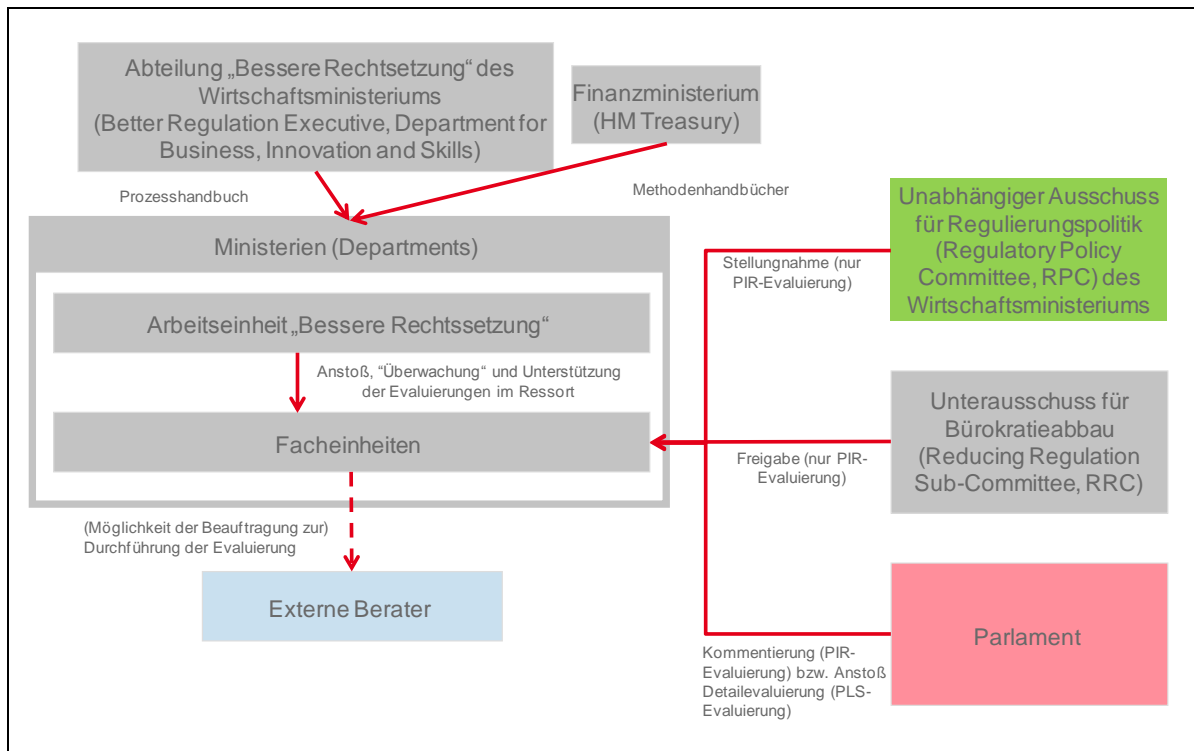 Abteilung „Bessere Rechtsetzung“ des
Wirtschaftsministeriums
(Better Regulation Executive, Department for
Business, Innovation and Skills)
Finanzministerium
(HM Treasury)
Prozesshandbuch
Methodenhandbücher
Ministerien (Departments)
Arbeitseinheit „Bessere Rechtssetzung“
Anstoß, “Überwachung“ und Unterstützung
der Evaluierungen im Ressort
Facheinheiten
(Möglichkeit der Beauftragung zur)
Durchführung der Evaluierung
Externe Berater
Unabhängiger Ausschuss
für Regulierungspolitik
(Regulatory Policy
Committee, RPC) des
Wirtschaftsministeriums
Stellungnahme (nur
PIR-Evaluierung)
Unterausschuss für
Bürokratieabbau
(Reducing Regulation
Sub-Committee, RRC)
Freigabe (nur PIR-
Evaluierung)
Parlament
Kommentierung (PIR-
Evaluierung) bzw. Anstoß
Detailevaluierung (PLS-
Evaluierung)